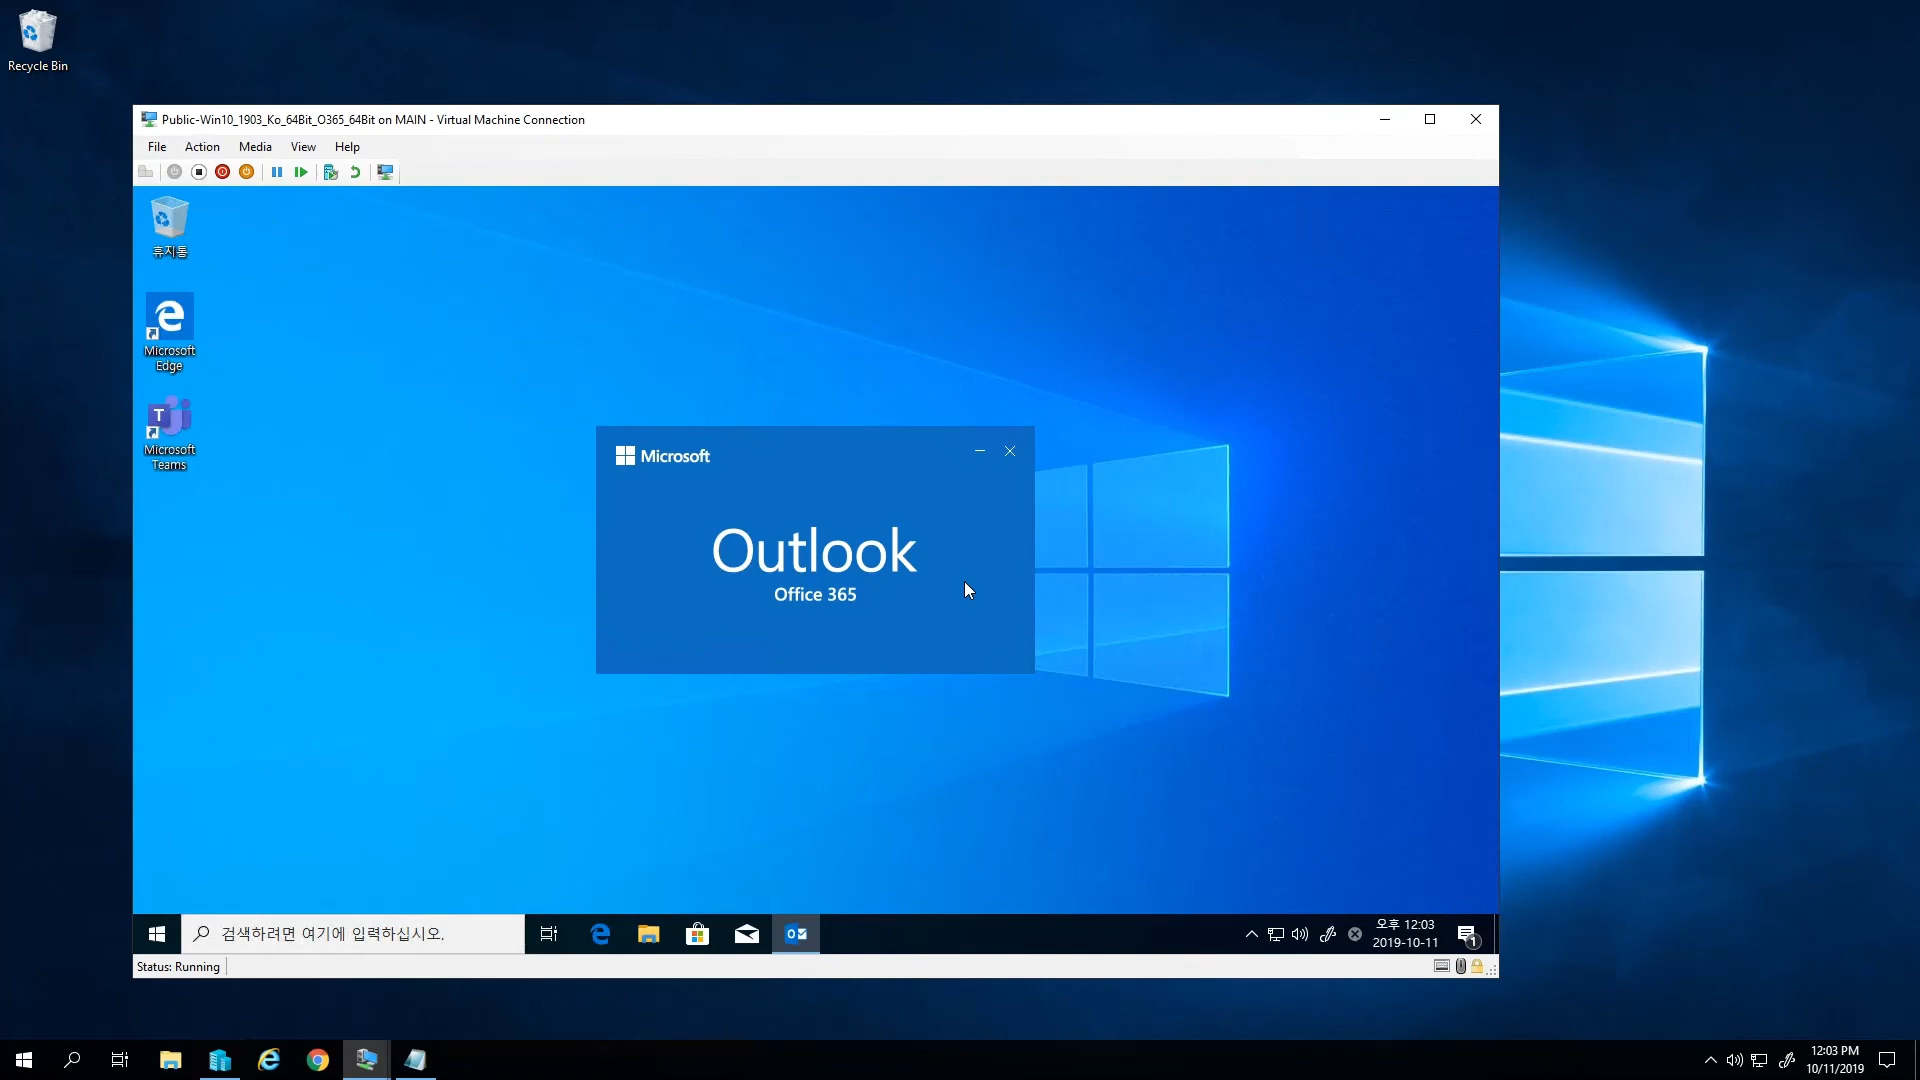 Recycle Bin
Public-Win10_1903_Ko_64Bit_O365_64Bit on MAIN - Virtual Machine Connection
File Action Media View Help
휴지통
Microsoft
Edge
T
Microsoft
Teams
Microsoft
Outlook
Office 365
검색하려면 여기에 입력하십시오.
오후 12:03
2019-10-11
1
Status: Running
12:03 PM
10/11/2019